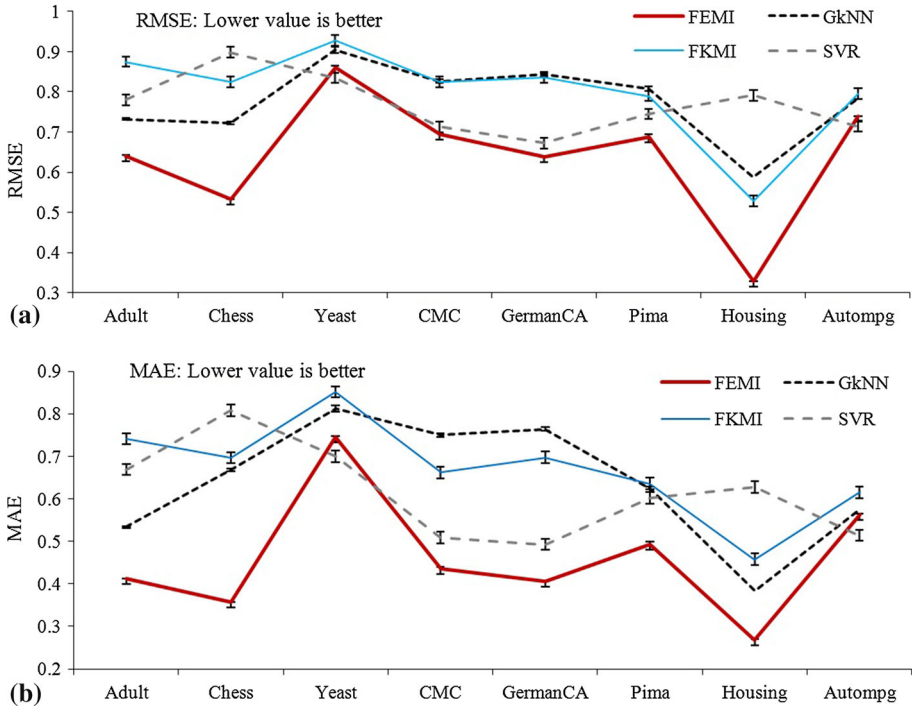 RMSE: Lower value is better
FEMI
GkNN
FKMI
SVR
1
0.9
0.8
0.7
0.6
0.5
0.4
0.3
RMSE
(a)
Adult Chess Yeast CMC GermanCA Pima Housing Autompg
MAE: Lower value is better
FEMI
GkNN
FKMI
SVR
0.9
0.8
0.7
0.6
0.5
0.4
0.3
0.2
MAE
(b)
Adult Chess Yeast CMC GermanCA Pima Housing Autompg